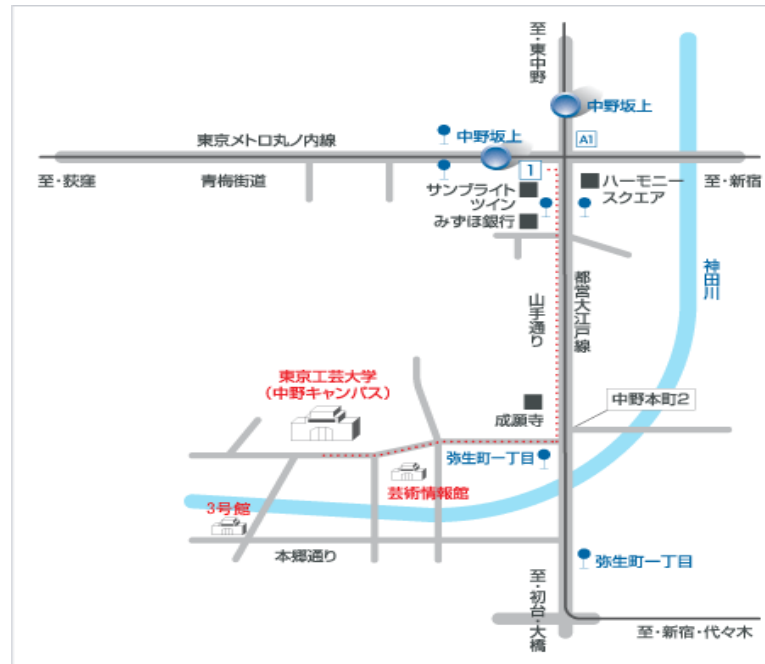 至・東中野
中野坂上
東京メトロ丸ノ内線
中野坂上
A1
至・荻窪
青梅街道
1
サンブライト
ツイン
ハーモニー
スクエア
至・新宿
みずほ銀行
神田川
山手通り
都営大江戸線
東京工芸大学
(中野キャンパス)
成願寺
中野本町2
弥生町一丁目
芸術情報館
3号館
本郷通り
弥生町一丁目
至・初台・大橋
至・新宿・代々木